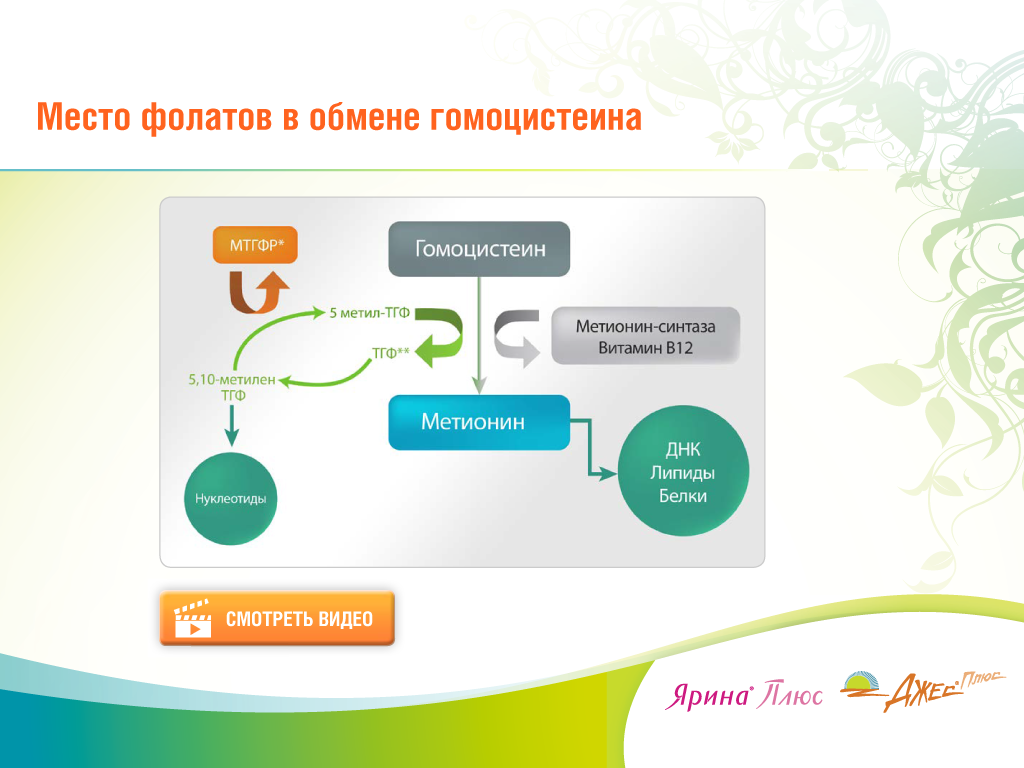 Место фолатов в обмене гомоцистеина
МТГФР*
Гомоцистеин
5 метил-ТГФ
Метионин-синтаза
Витамин В12
ТГФ**
5,10-метилен
ТГФ
Метионин
ДНК
Липиды
Белки
Нуклеотиды
СМОТРЕТЬ ВИДЕО
Ярина® Плюс
Джес® Плюс